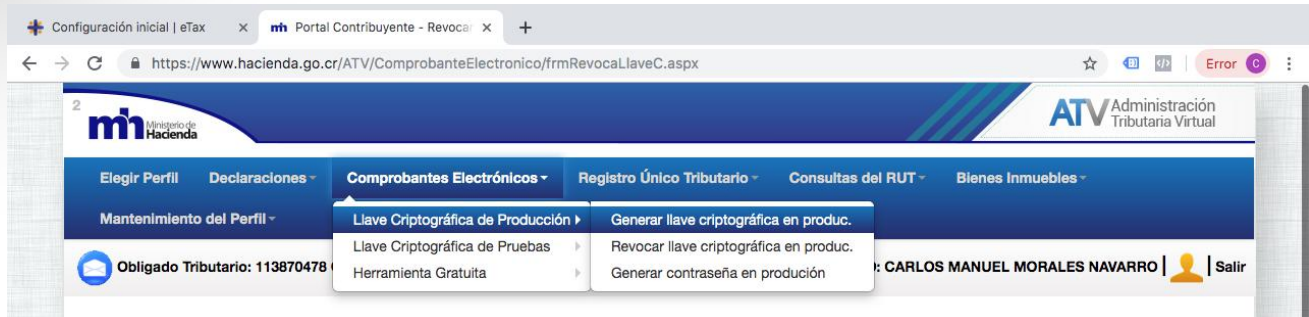 Configuración inicial | eTax
mh Portal Contribuyente - Revocar
https://www.hacienda.go.cr/ATV/ComprobanteElectronico/frmRevocaLlaveC.aspx
Error C
2
mh Ministerio de
Hacienda
ATV Administración
Tributaria Virtual
Elegir Perfil Declaraciones Comprobantes Electrónicos Registro Único Tributario Consultas del RUT Bienes Inmuebles
Mantenimiento del Perfil Llave Criptográfica de Producción Generar llave criptográfica en produc.
Llave Criptográfica de Pruebas Revocar llave criptográfica en produc.
Obligado Tributario: 113870478 Herramienta Gratuita Generar contraseña en produción : CARLOS MANUEL MORALES NAVARRO | | Salir